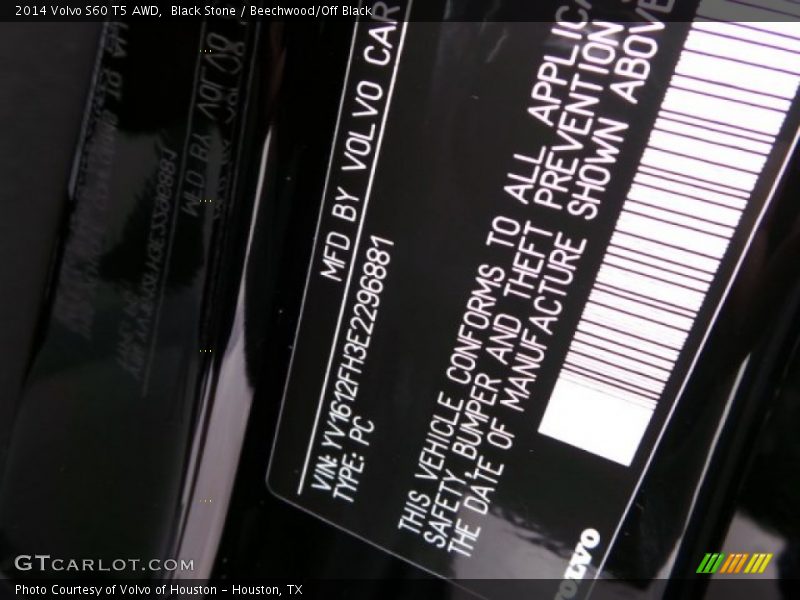 2014 Volvo S60 T5 AWD,  Black Stone / Beechwood/Off Black
MFD BY VOLVO CAR
VIN: YV1612FH3E2296881
TYPE: PC
THIS VEHICLE CONFORMS TO ALL APPLICA
SAFETY, BUMPER AND THEFT PREVENTION
THE DATE OF MANUFACTURE SHOWN ABOVE
VOLVO
GTCARLOT.COM
Photo Courtesy of Volvo of Houston - Houston, TX